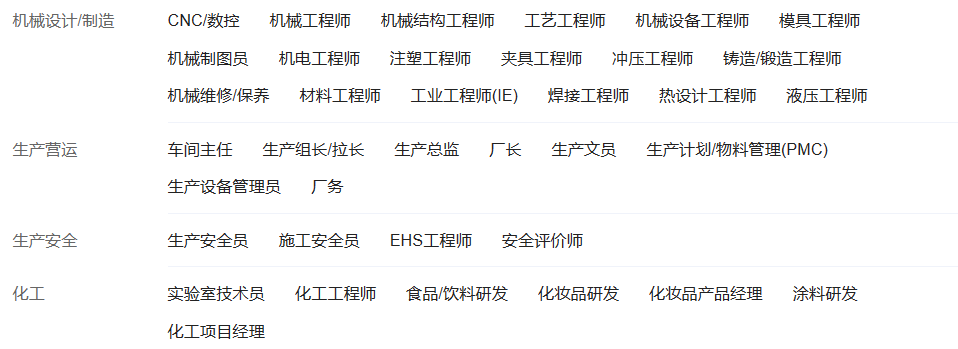 机械设计/制造 CNC/数控 机械工程师 机械结构工程师 工艺工程师 机械设备工程师 模具工程师
机械制图员 机电工程师 注塑工程师 夹具工程师 冲压工程师 铸造/锻造工程师
机械维修/保养 材料工程师 工业工程师(IE) 焊接工程师 热设计工程师 液压工程师
生产营运 车间主任 生产组长/拉长 生产总监 厂长 生产文员 生产计划/物料管理(PMC)
生产设备管理员 厂务
生产安全 生产安全员 施工安全员 EHS工程师 安全评价师
化工 实验室技术员 化工工程师 食品/饮料研发 化妆品研发 化妆品产品经理 涂料研发
化工项目经理